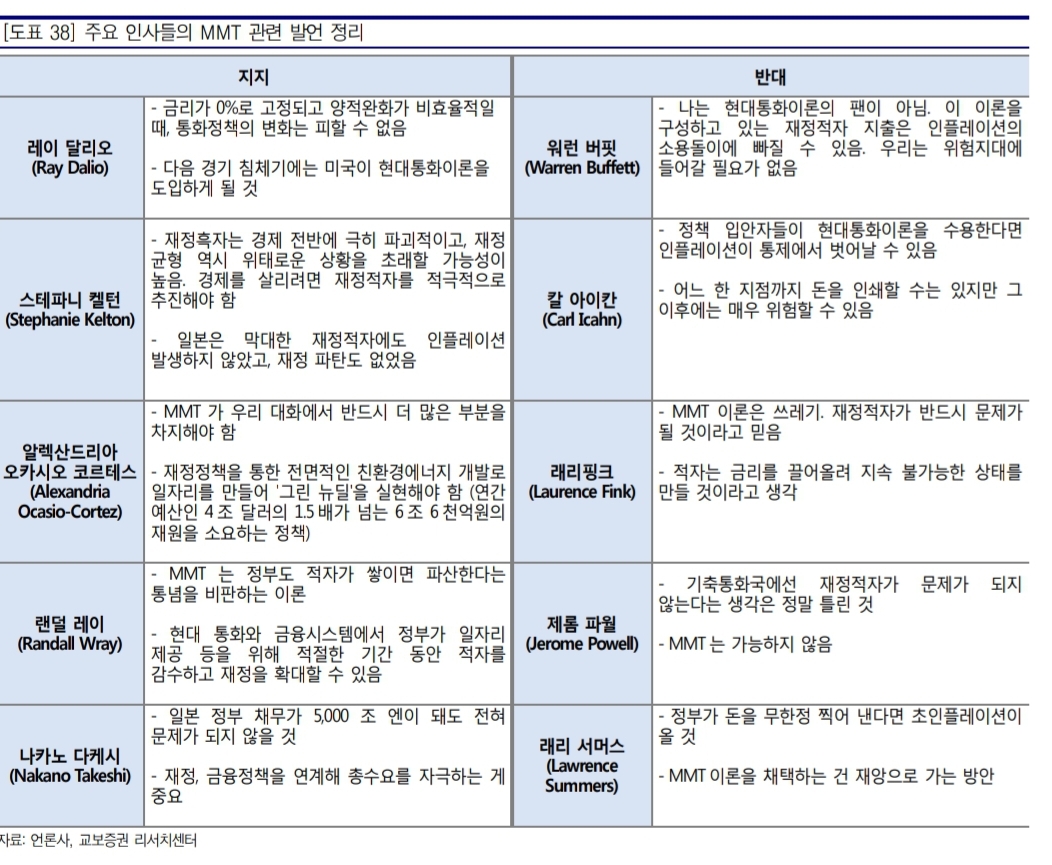 [도표 38] 주요 인사들의 MMT 관련 발언 정리
지지
반대
레이 달리오
(Ray Dalio)
- 금리가 0%로 고정되고 양적완화가 비효율적일
때, 통화정책의 변화는 피할 수 없음
- 다음 경기 침체기에는 미국이 현대통화이론을
도입하게 될 것
워런 버핏
(Warren Buffett)
- 나는 현대통화이론의 팬이 아님. 이 이론을
구성하고 있는 재정적자 지출은 인플레이션의
소용돌이에 빠질 수 있음. 우리는 위험지대에
들어갈 필요가 없음
스테파니 켈턴
(Stephanie Kelton)
- 재정흑자는 경제 전반에 극히 파괴적이고, 재정
균형 역시 위태로운 상황을 초래할 가능성이
높음. 경제를 살리려면 재정적자를 적극적으로
추진해야 함
- 일본은 막대한 재정적자에도 인플레이션
발생하지 않았고, 재정 파탄도 없었음
칼 아이칸
(Carl Icahn)
- 정책 입안자들이 현대통화이론을 수용한다면
인플레이션이 통제에서 벗어날 수 있음
- 어느 한 지점까지 돈을 인쇄할 수는 있지만 그
이후에는 매우 위험할 수 있음
알렉산드리아
오카시오 코르테스
(Alexandria
Ocasio-Cortez)
- MMT 가 우리 대화에서 반드시 더 많은 부분을
차지해야 함
- 재정정책을 통한 전면적인 친환경에너지 개발로
일자리를 만들어 '그린 뉴딜'을 실현해야 함 (연간
예산인 4조 달러의 1.5배가 넘는 6조 6천억원의
재원을 소요하는 정책)
래리핑크
(Laurence Fink)
- MMT 이론은 쓰레기. 재정적자가 반드시 문제가
될 것이라고 믿음
- 적자는 금리를 끌어올려 지속 불가능한 상태를
만들 것이라고 생각
랜덜 레이
(Randall Wray)
- MMT 는 정부도 적자가 쌓이면 파산한다는
통념을 비판하는 이론
- 현대 통화와 금융시스템에서 정부가 일자리
제공 등을 위해 적절한 기간 동안 적자를
감수하고 재정을 확대할 수 있음
제롬 파월
(Jerome Powell)
- 기축통화국에선 재정적자가 문제가 되지
않는다는 생각은 정말 틀린 것
- MMT 는 가능하지 않음
나카노 다케시
(Nakano Takeshi)
- 일본 정부 채무가 5,000 조 엔이 돼도 전혀
문제가 되지 않을 것
- 재정, 금융정책을 연계해 총수요를 자극하는 게
중요
래리 서머스
(Lawrence
Summers)
- 정부가 돈을 무한정 찍어 낸다면 초인플레이션이
올 것
- MMT 이론을 채택하는 건 재앙으로 가는 방안
자료: 언론사, 교보증권 리서치센터